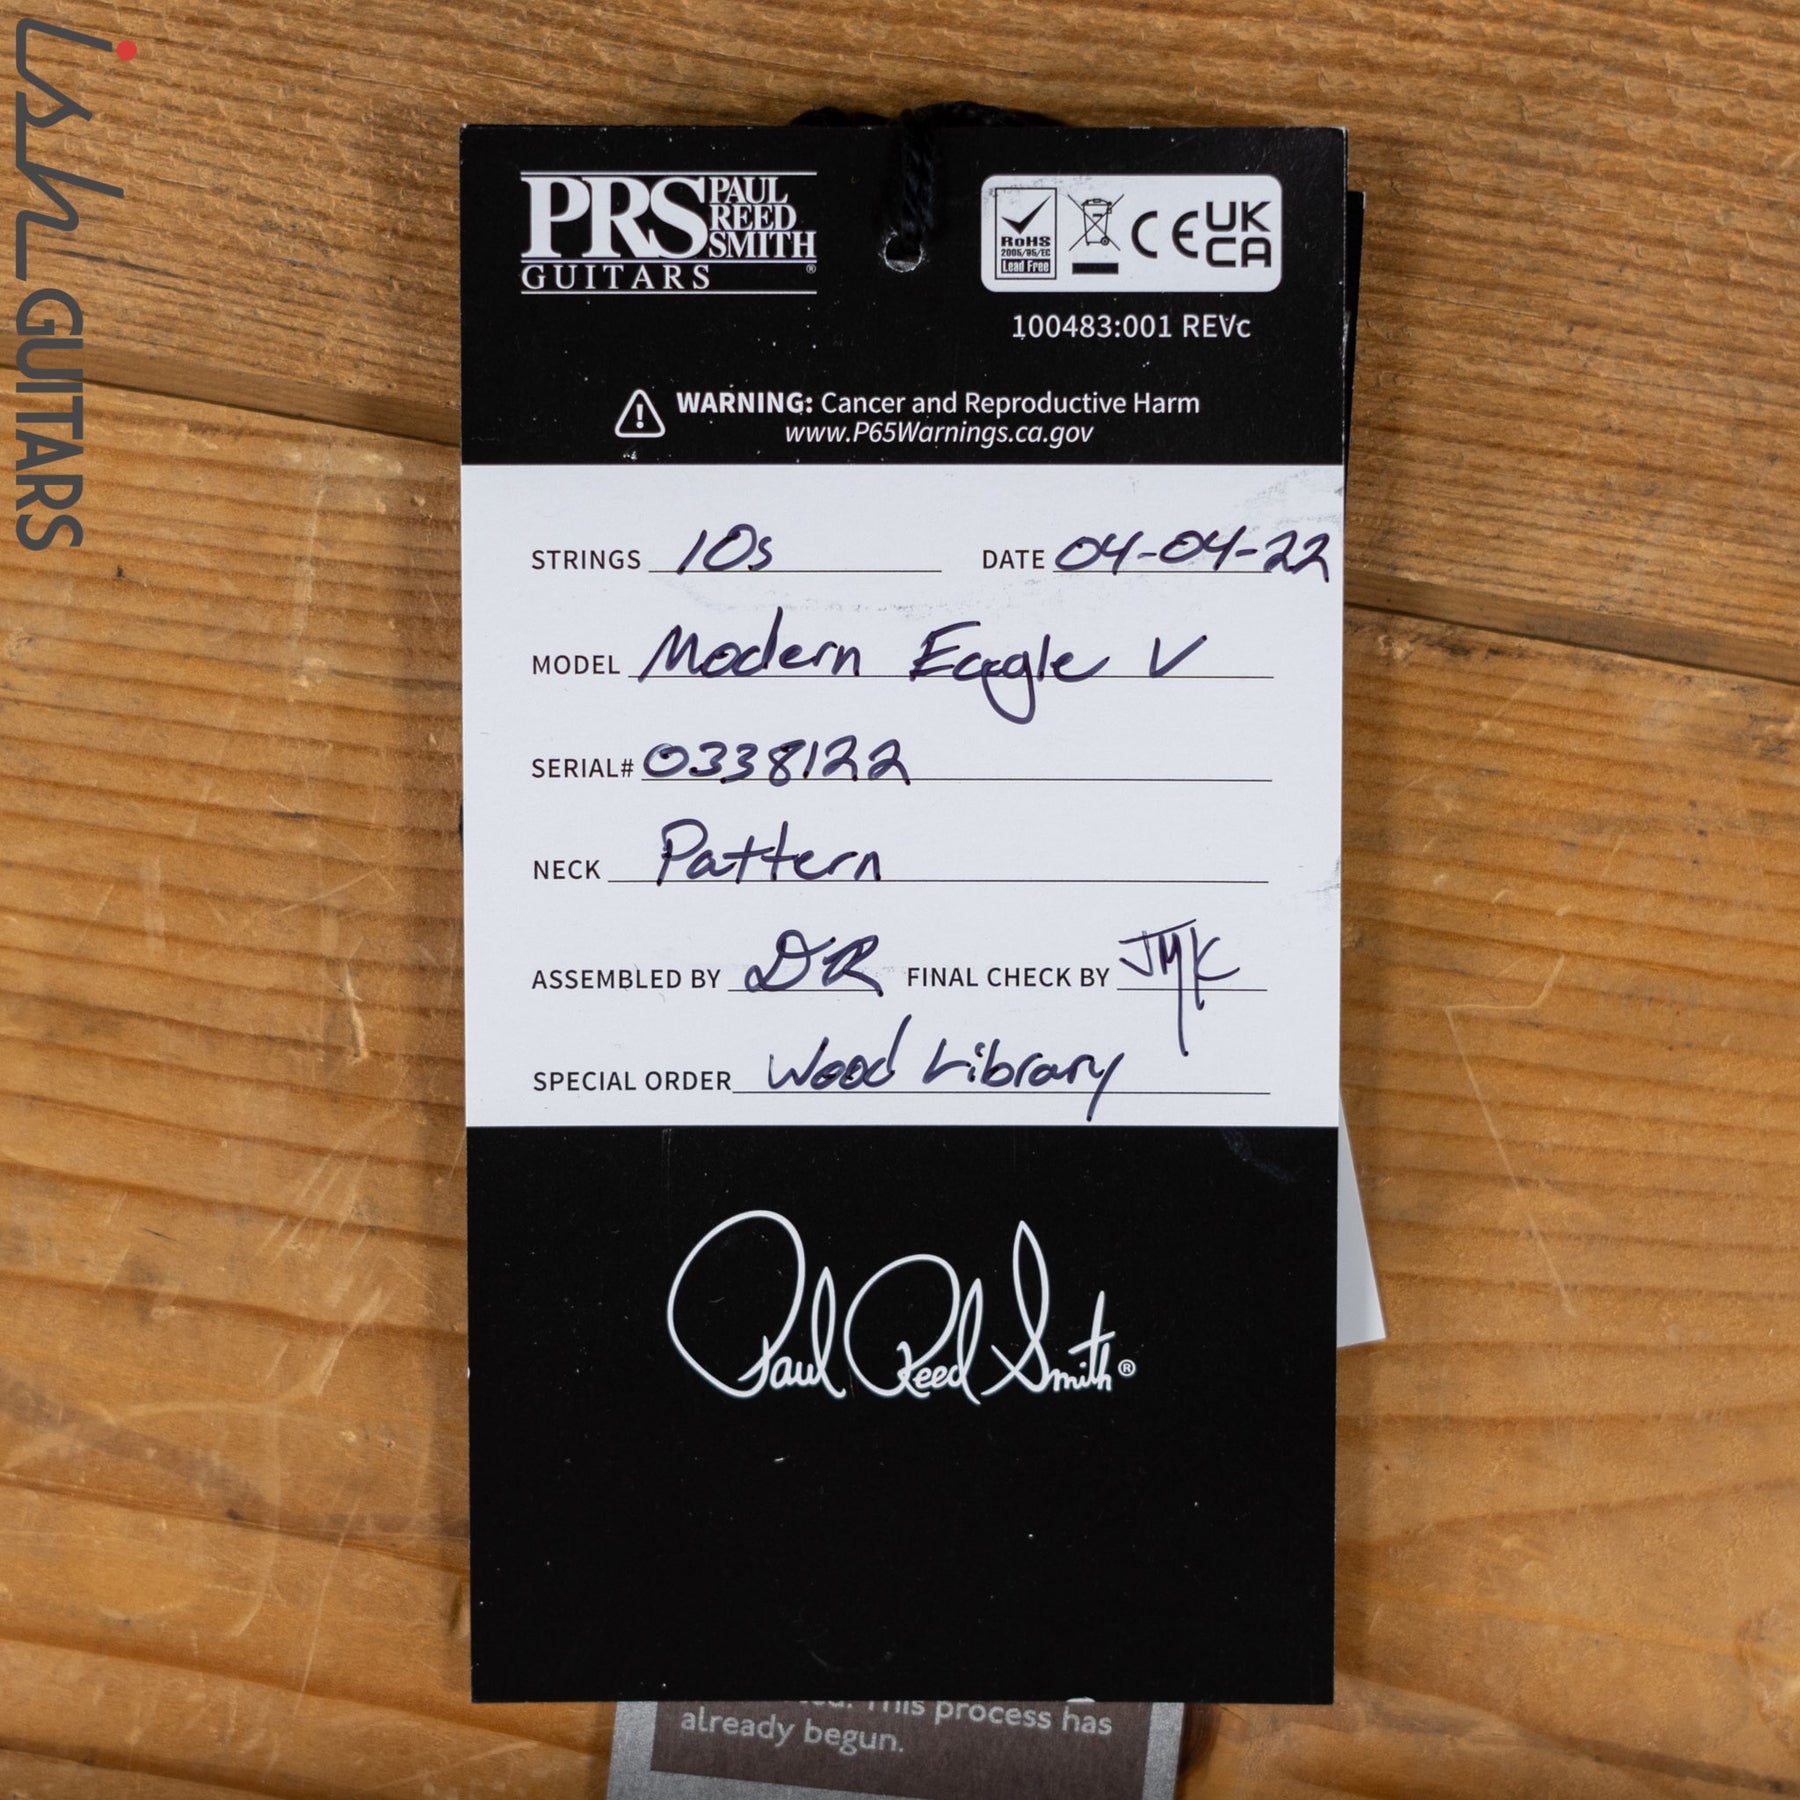 ish GUITARS
PRS PAUL REED SMITH
GUITARS®
RoHS
2005/95/EC
Lead Free
CE
UK
CA
100483:001 REVc
WARNING: Cancer and Reproductive Harm
www.P65Warnings.ca.gov
STRINGS 10s DATE 04-04-22
MODEL Modern Eagle V
SERIAL# 0338122
NECK Pattern
ASSEMBLED BY DR FINAL CHECK BY JMK
SPECIAL ORDER Wood Library
Paul Reed Smith®
This process has
already begun.